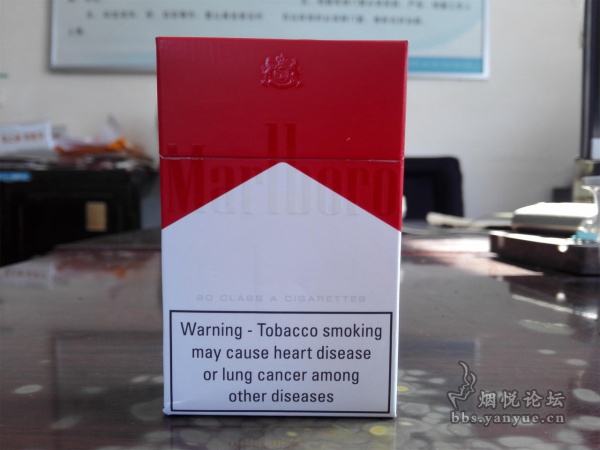 Marlboro
20 CLASS A CIGARETTES
Warning - Tobacco smoking
may cause heart disease
or lung cancer among
other diseases
烟悦论坛
bbs.yanyue.cn